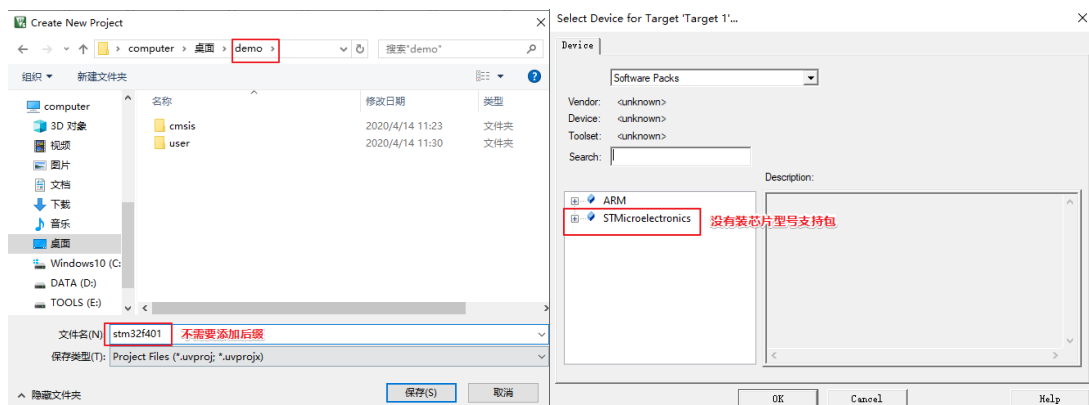 Create New Project
computer > 桌面 > demo >
搜索"demo"
组织 新建文件夹
名称 修改日期 类型
computer
3D 对象
视频
图片
文档
下载
音乐
桌面
Windows10 (C:
DATA (D:)
TOOLS (E:)
cmsis 2020/4/14 11:23 文件夹
user 2020/4/14 11:30 文件夹
文件名(N): stm32f401 不需要添加后缀
保存类型(T): Project Files (*.uvproj; *.uvprojx)
隐藏文件夹 保存(S) 取消
Select Device for Target 'Target 1'...
Device
Software Packs
Vendor: <unknown>
Device: <unknown>
Toolset: <unknown>
Search:
Description:
ARM
STMicroelectronics 没有装芯片型号支持包
OK Cancel Help